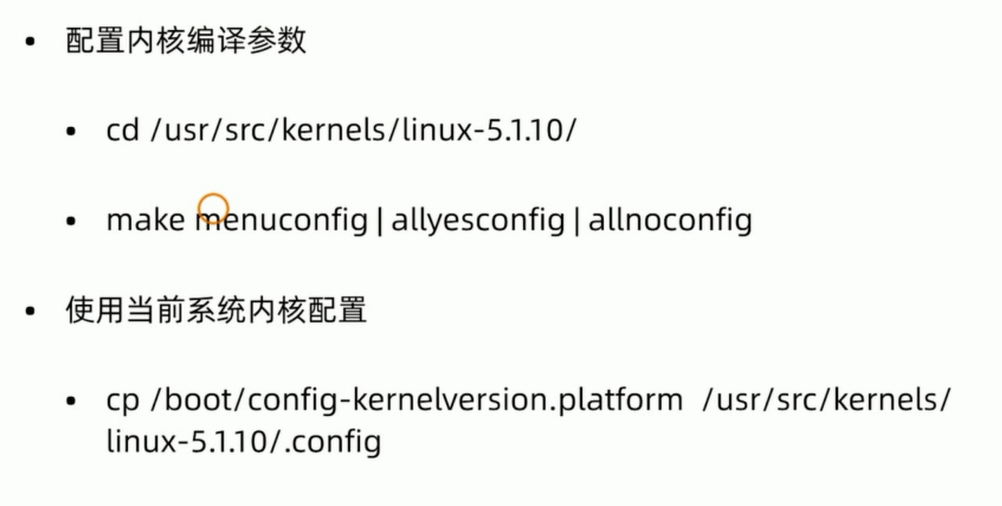 • 配置内核编译参数
• cd /usr/src/kernels/linux-5.1.10/
• make menuconfig | allyesconfig | allnoconfig
• 使用当前系统内核配置
• cp /boot/config-kernelversion.platform /usr/src/kernels/
linux-5.1.10/.config